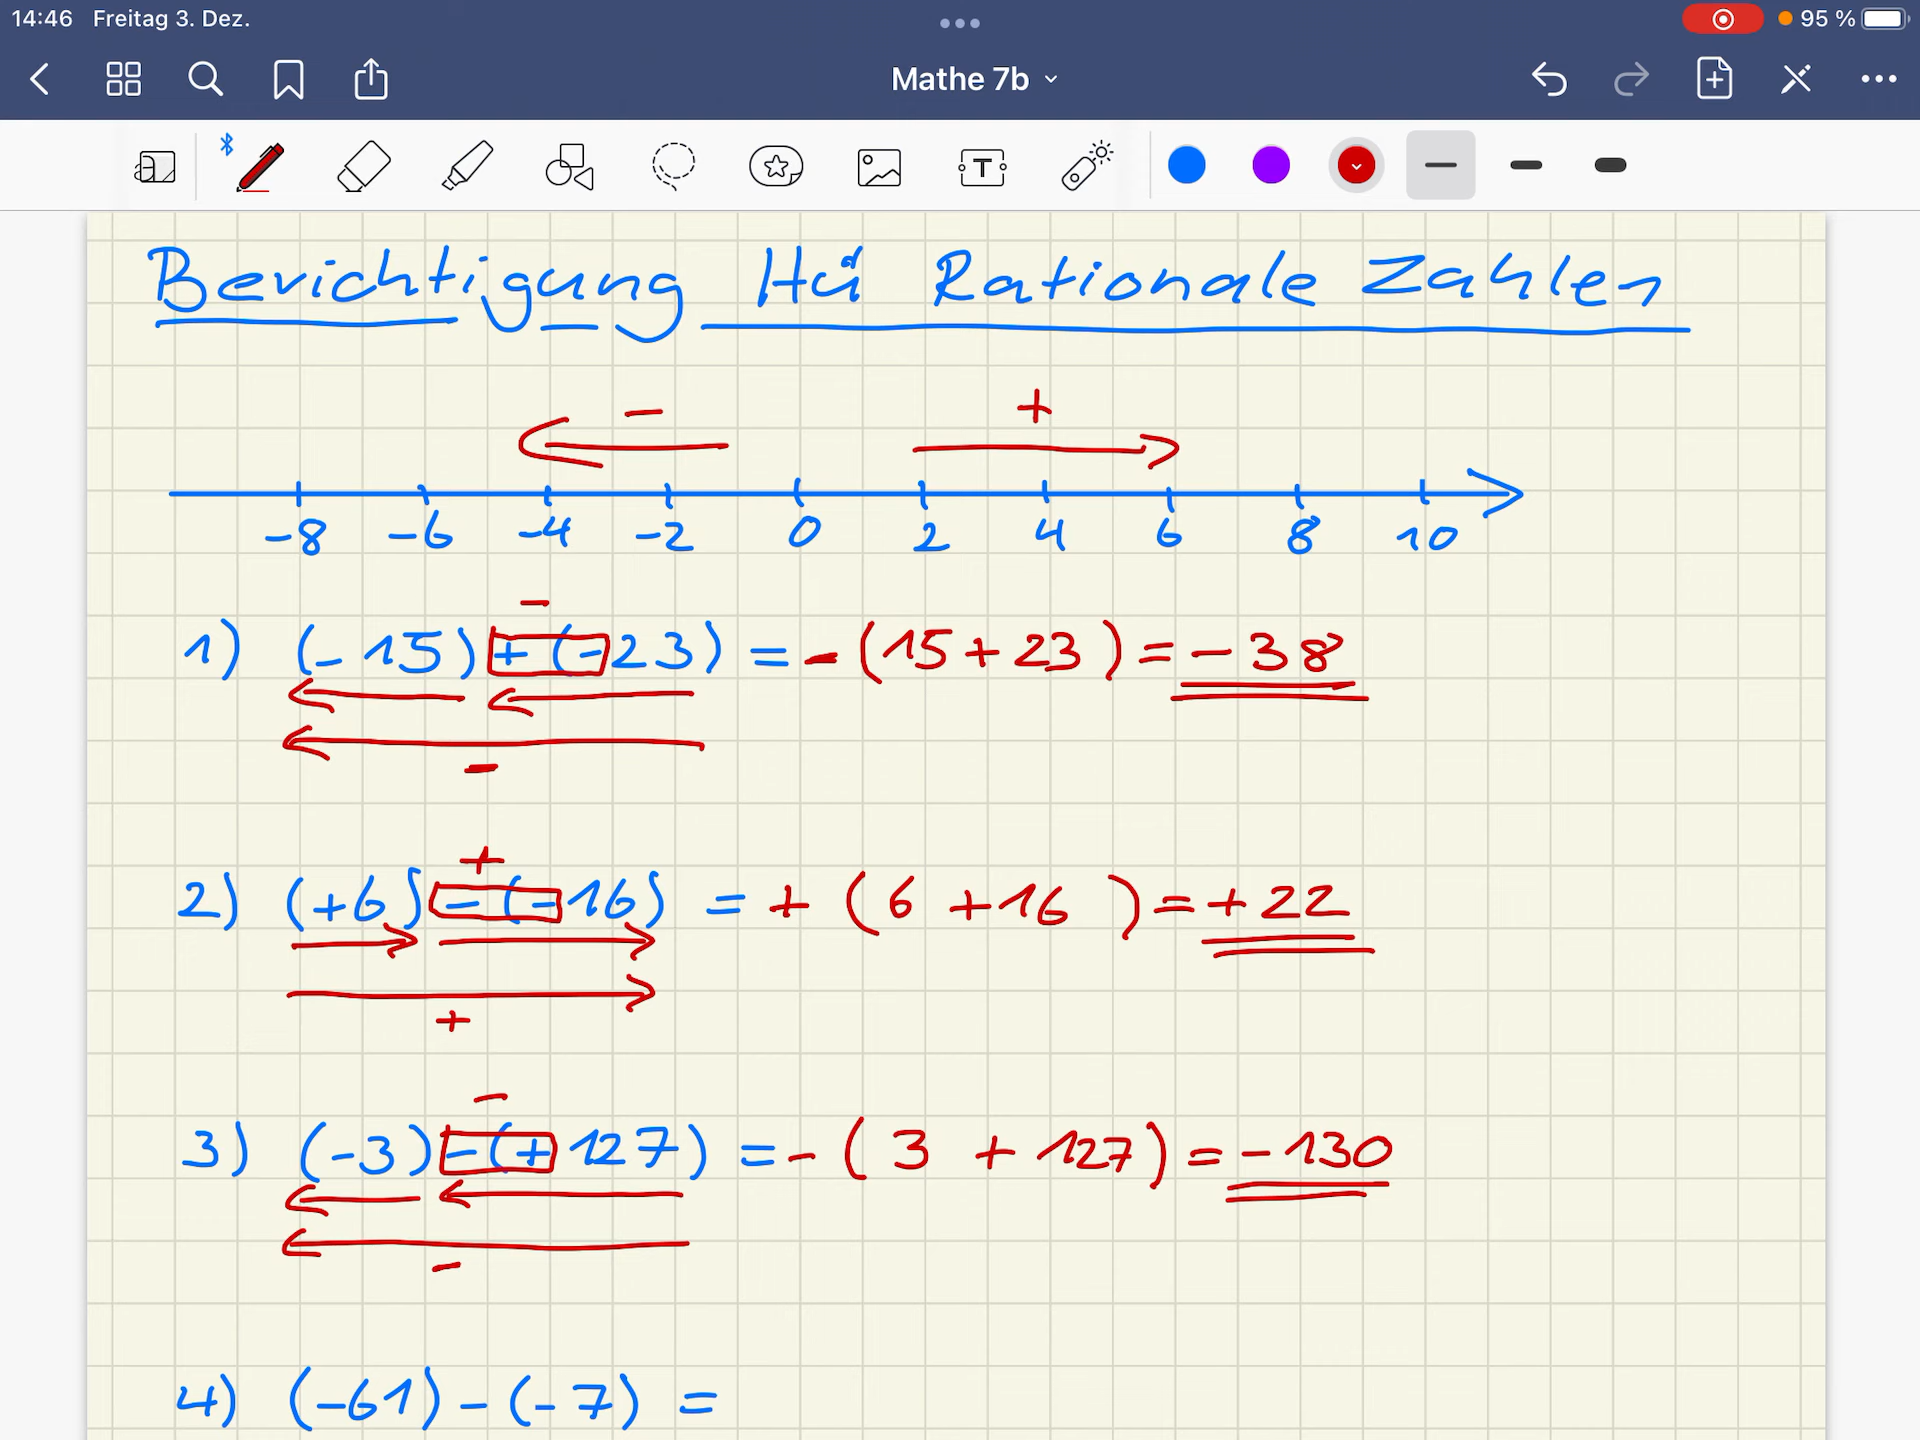 14:46 Freitag 3. Dez. 95 %
Mathe 7b
Berichtigung HÜ Rationale Zahlen
- +
-8 -6 -4 -2 0 2 4 6 8 10
-
1) (-15) + (-23) = - (15 + 23) = -38
-
+
2) (+6) - (-16) = + (6 + 16) = +22
+
-
3) (-3) - (+127) = - (3 + 127) = -130
-
4) (-61) - (-7) =